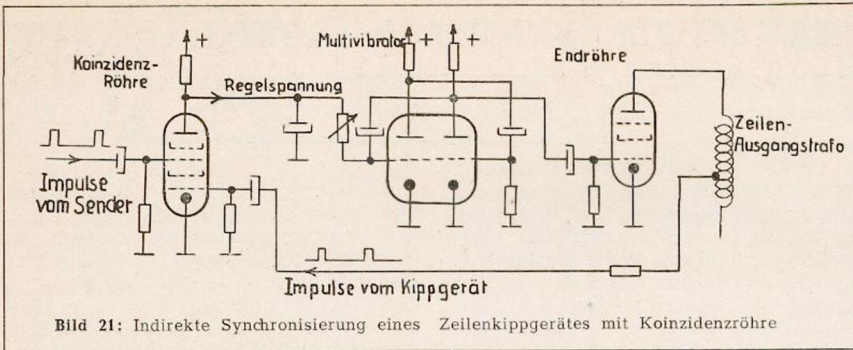 Multivibrator
+
+
+
Koinzidenz-
Röhre
Endröhre
Regelspannung
Zeilen-
Ausgangstrafo
Impulse
vom Sender
Impulse vom Kippgerät
Bild 21: Indirekte Synchronisierung eines Zeilenkippgerätes mit Koinzidenzröhre